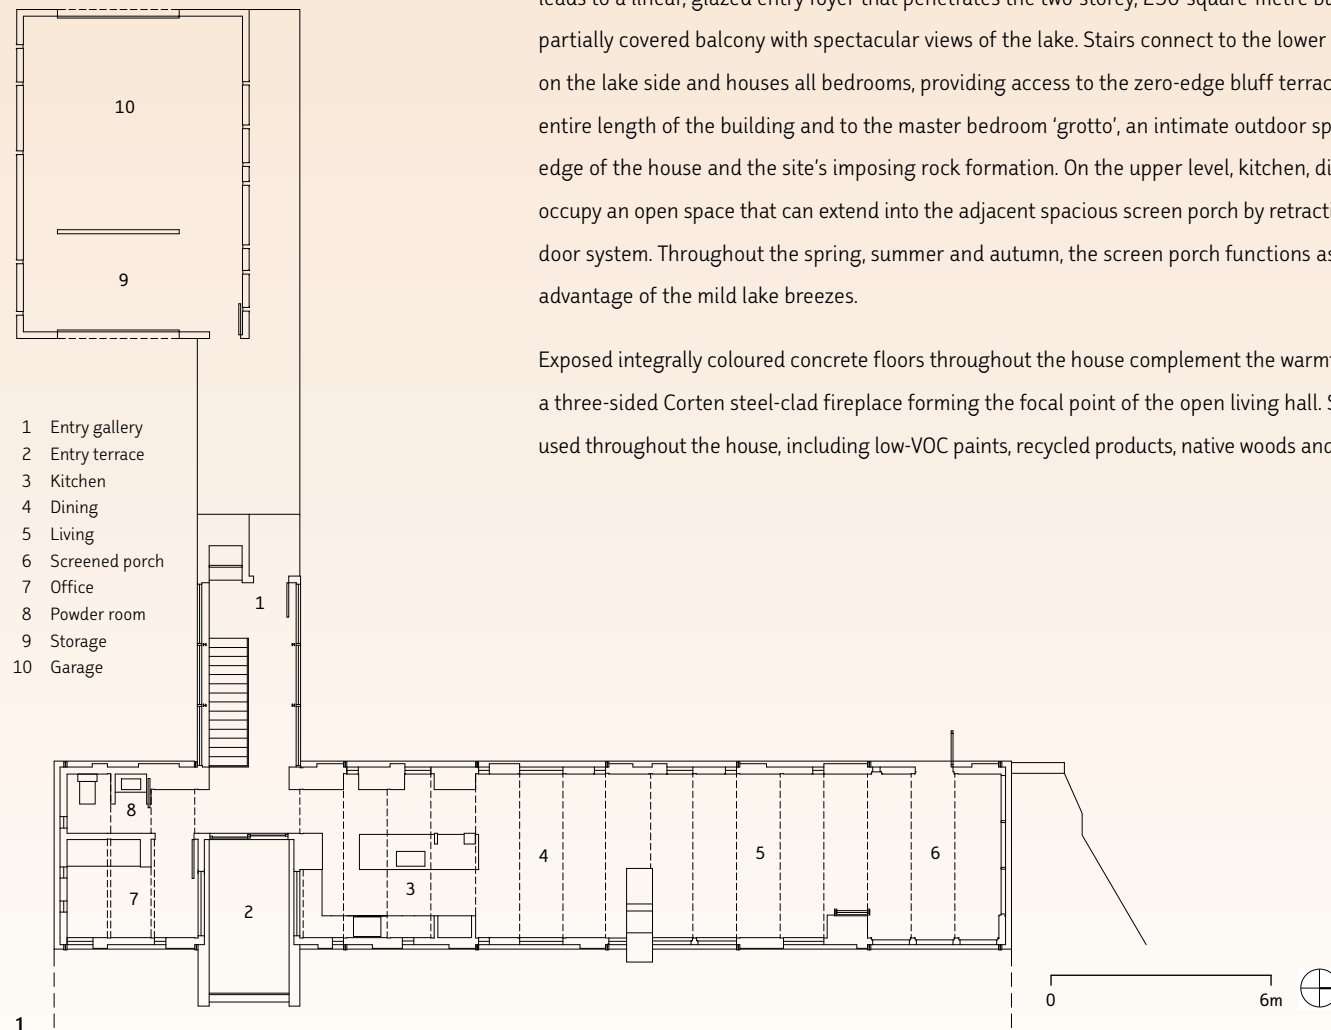 leads to a linear, glazed entry foyer that penetrates the two-storey, 250-square-metre
partially covered balcony with spectacular views of the lake. Stairs connect to the lower
on the lake side and houses all bedrooms, providing access to the zero-edge bluff
entire length of the building and to the master bedroom ‘grotto’, an intimate outdoor
edge of the house and the site’s imposing rock formation. On the upper level, kitchen,
occupy an open space that can extend into the adjacent spacious screen porch by
door system. Throughout the spring, summer and autumn, the screen porch functions as
advantage of the mild lake breezes.
Exposed integrally coloured concrete floors throughout the house complement the
a three-sided Corten steel-clad fireplace forming the focal point of the open living hall.
used throughout the house, including low-VOC paints, recycled products, native woods and
10
9
1 Entry gallery
2 Entry terrace
3 Kitchen
4 Dining
5 Living
6 Screened porch
7 Office
8 Powder room
9 Storage
10 Garage
1
8
7
2
3
4
5
6
0 6m
1